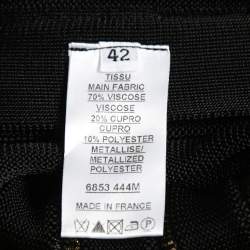 42
TISSU
MAIN FABRIC
70% VISCOSE
VISCOSE
20% CUPRO
CUPRO
10% POLYESTER
METALLISE/
METALLIZED
POLYESTER
6853 444M
MADE IN FRANCE